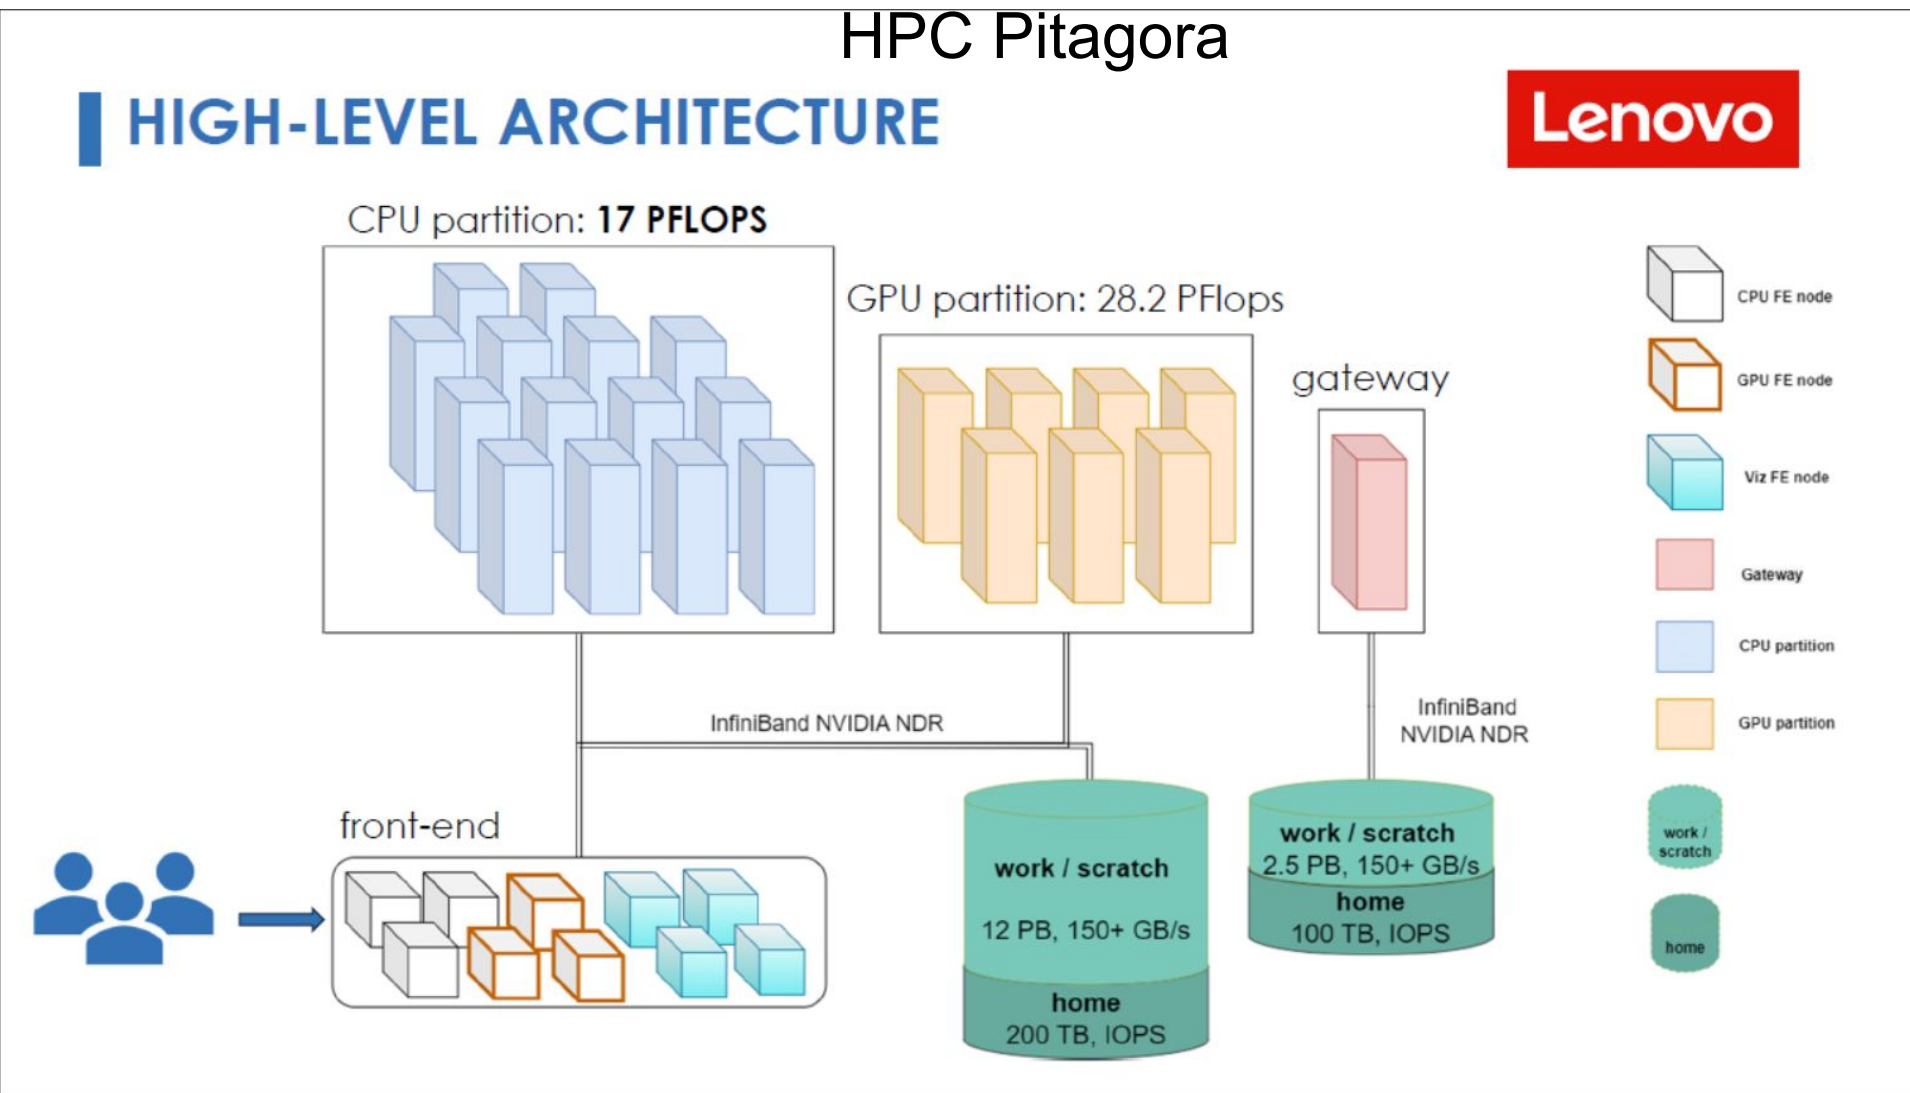 HPC Pitagora
HIGH-LEVEL ARCHITECTURE
Lenovo
CPU partition: 17 PFLOPS
GPU partition: 28.2 PFlops
gateway
InfiniBand NVIDIA NDR
InfiniBand
NVIDIA NDR
front-end
work / scratch
12 PB, 150+ GB/s
home
200 TB, IOPS
work / scratch
2.5 PB, 150+ GB/s
home
100 TB, IOPS
CPU FE node
GPU FE node
Viz FE node
Gateway
CPU partition
GPU partition
work /
scratch
home